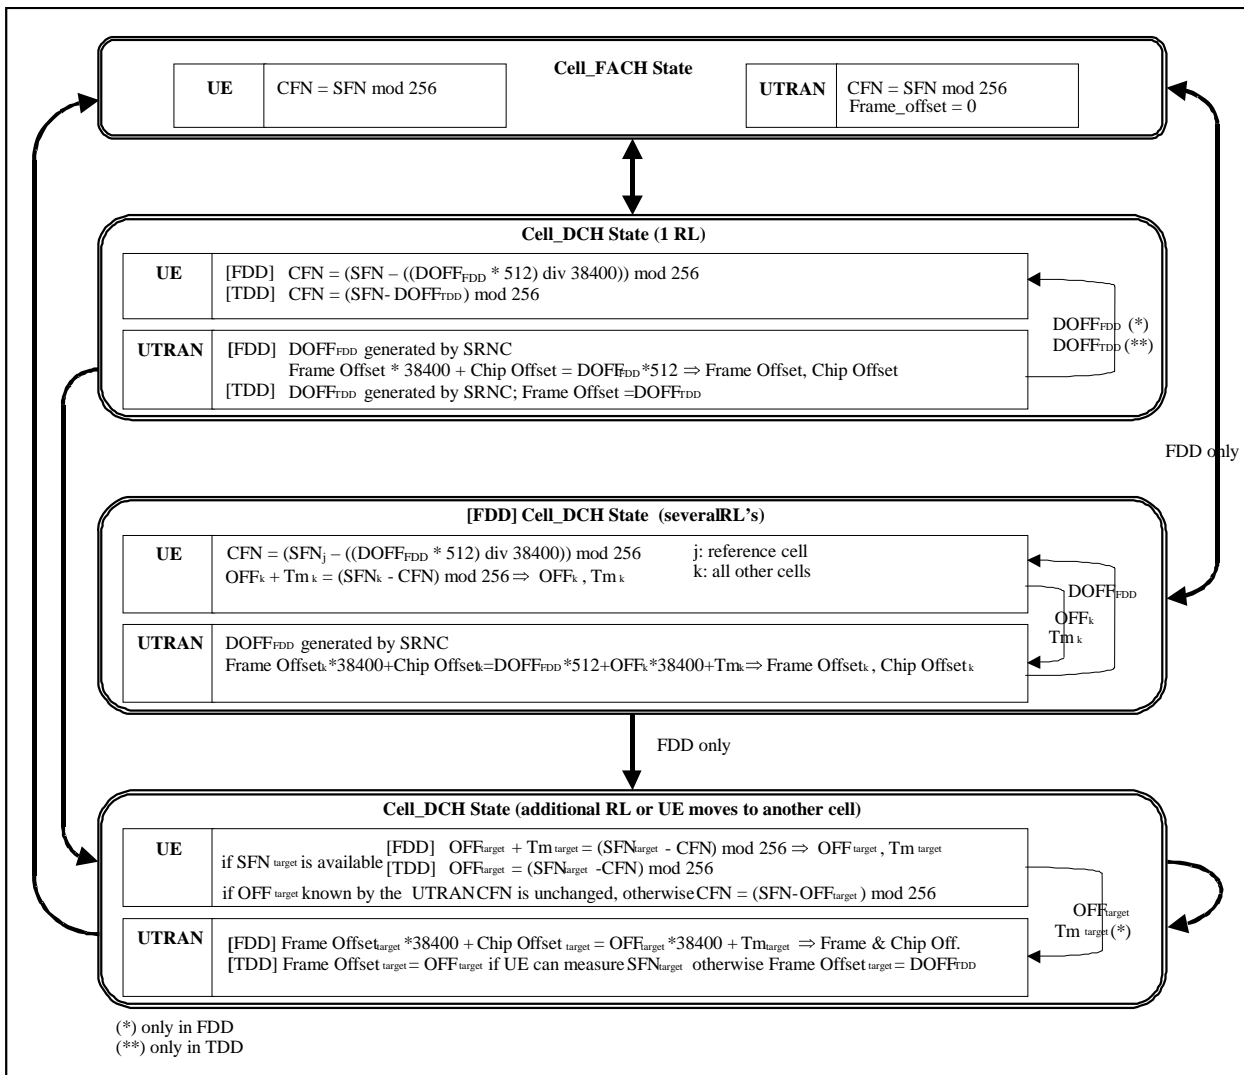 Cell_FACH State
UE
CFN = SFN mod 256
UTRAN
CFN = SFN mod 256
Frame_offset = 0
Cell_DCH State (1 RL)
UE
[FDD] CFN = (SFN – ((DOFFFDD * 512) div 38400)) mod 256
[TDD] CFN = (SFN- DOFFTDD) mod 256
UTRAN
[FDD] DOFFFDD generated by SRNC
Frame Offset * 38400 + Chip Offset = DOFFFDD*512 ⇒ Frame Offset, Chip Offset
[TDD] DOFFTDD generated by SRNC; Frame Offset =DOFFTDD
DOFFFDD (*)
DOFFTDD (**)
FDD only
[FDD] Cell_DCH State (severalRL's)
UE
CFN = (SFNj – ((DOFFFDD * 512) div 38400)) mod 256
j: reference cell
OFFk + Tmk = (SFNk - CFN) mod 256 ⇒ OFFk , Tmk
k: all other cells
UTRAN
DOFFFDD generated by SRNC
Frame Offsetk*38400+Chip Offsetk=DOFFFDD*512+OFFk*38400+Tmk⇒ Frame Offsetk, Chip Offsetk
DOFFFDD
OFFk
Tmk
FDD only
Cell_DCH State (additional RL or UE moves to another cell)
UE
if SFN target is available
[FDD] OFFtarget + Tmtarget = (SFNtarget - CFN) mod 256 ⇒ OFFtarget , Tmtarget
[TDD] OFFtarget = (SFNtarget -CFN) mod 256
if OFF target known by the UTRAN CFN is unchanged, otherwise CFN = (SFN-OFFtarget) mod 256
UTRAN
[FDD] Frame Offsettarget *38400 + Chip Offset target = OFFtarget *38400 + Tmtarget ⇒ Frame & Chip Off.
[TDD] Frame Offset target = OFF target if UE can measure SFNtarget otherwise Frame Offset target = DOFFTDD
OFFtarget
Tm target (*)
(*) only in FDD
(**) only in TDD